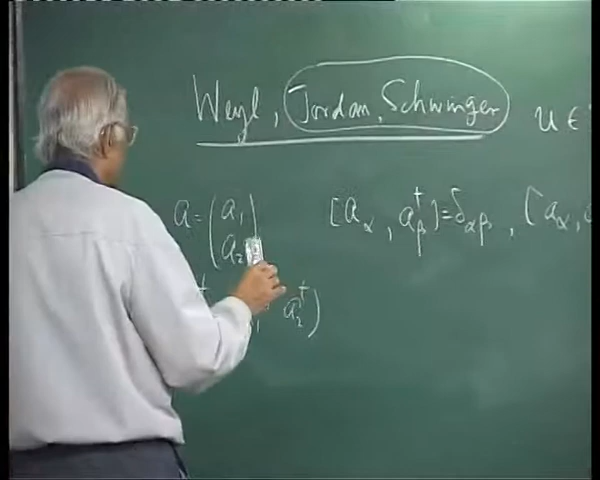 Weyl, Jordan, Schwinger
u ∈
a = (a₁
a₂)
[a_α, a_β†] = δ_αβ, [a_α,
† a₂†)